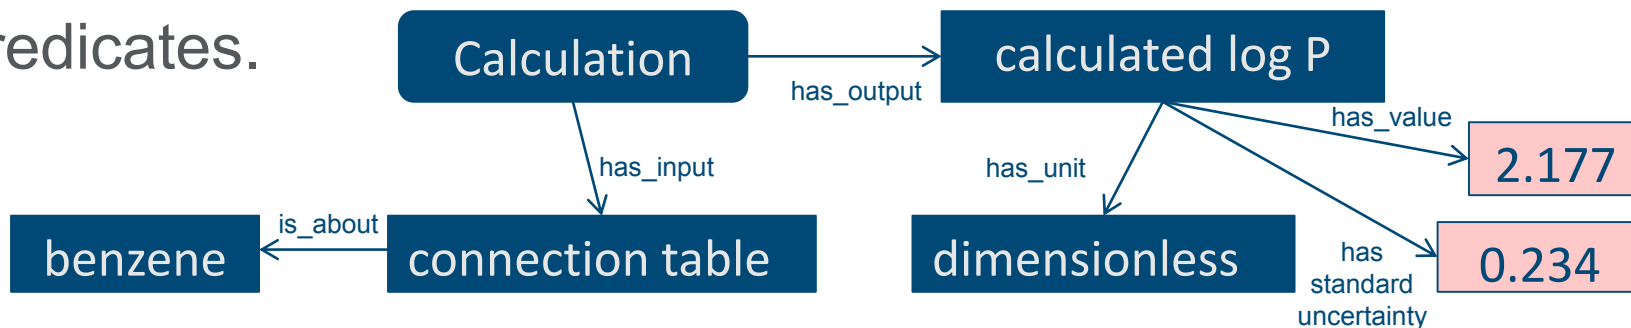 redicates.
Calculation
has_output
calculated log P
has_value
2.177
has_input
has_unit
is_about
benzene
connection table
dimensionless
has
standard
uncertainty
0.234